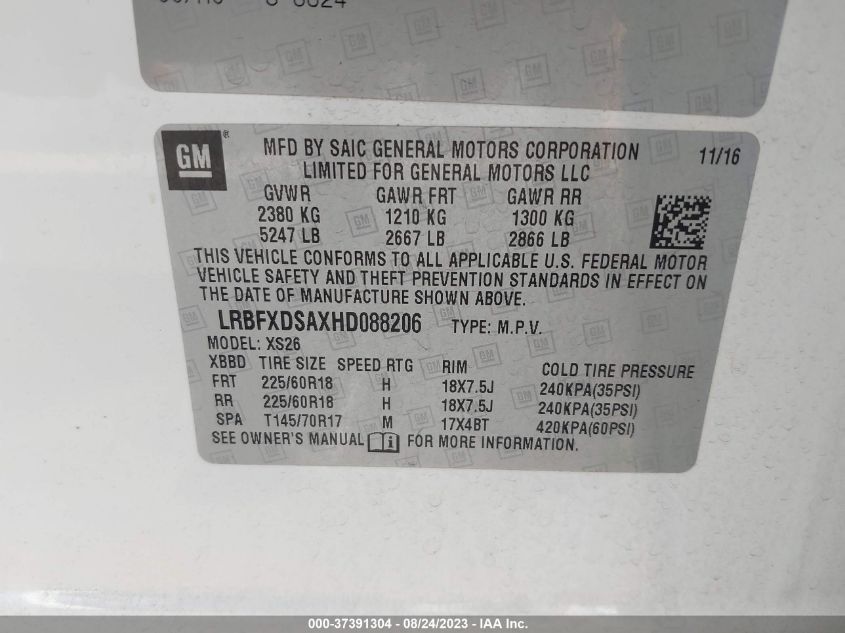 GM ®
MFD BY SAIC GENERAL MOTORS CORPORATION 11/16
LIMITED FOR GENERAL MOTORS LLC
GVWR GAWR FRT GAWR RR
2380 KG 1210 KG 1300 KG
5247 LB 2667 LB 2866 LB
THIS VEHICLE CONFORMS TO ALL APPLICABLE U.S. FEDERAL MOTOR
VEHICLE SAFETY AND THEFT PREVENTION STANDARDS IN EFFECT ON
THE DATE OF MANUFACTURE SHOWN ABOVE.
LRBFXDSAXHD088206 TYPE: M.P.V.
MODEL: XS26
XBBD TIRE SIZE SPEED RTG RIM COLD TIRE PRESSURE
FRT 225/60R18 H 18X7.5J 240KPA(35PSI)
RR 225/60R18 H 18X7.5J 240KPA(35PSI)
SPA T145/70R17 M 17X4BT 420KPA(60PSI)
SEE OWNER'S MANUAL FOR MORE INFORMATION.
000-37391304 - 08/24/2023 - IAA Inc.